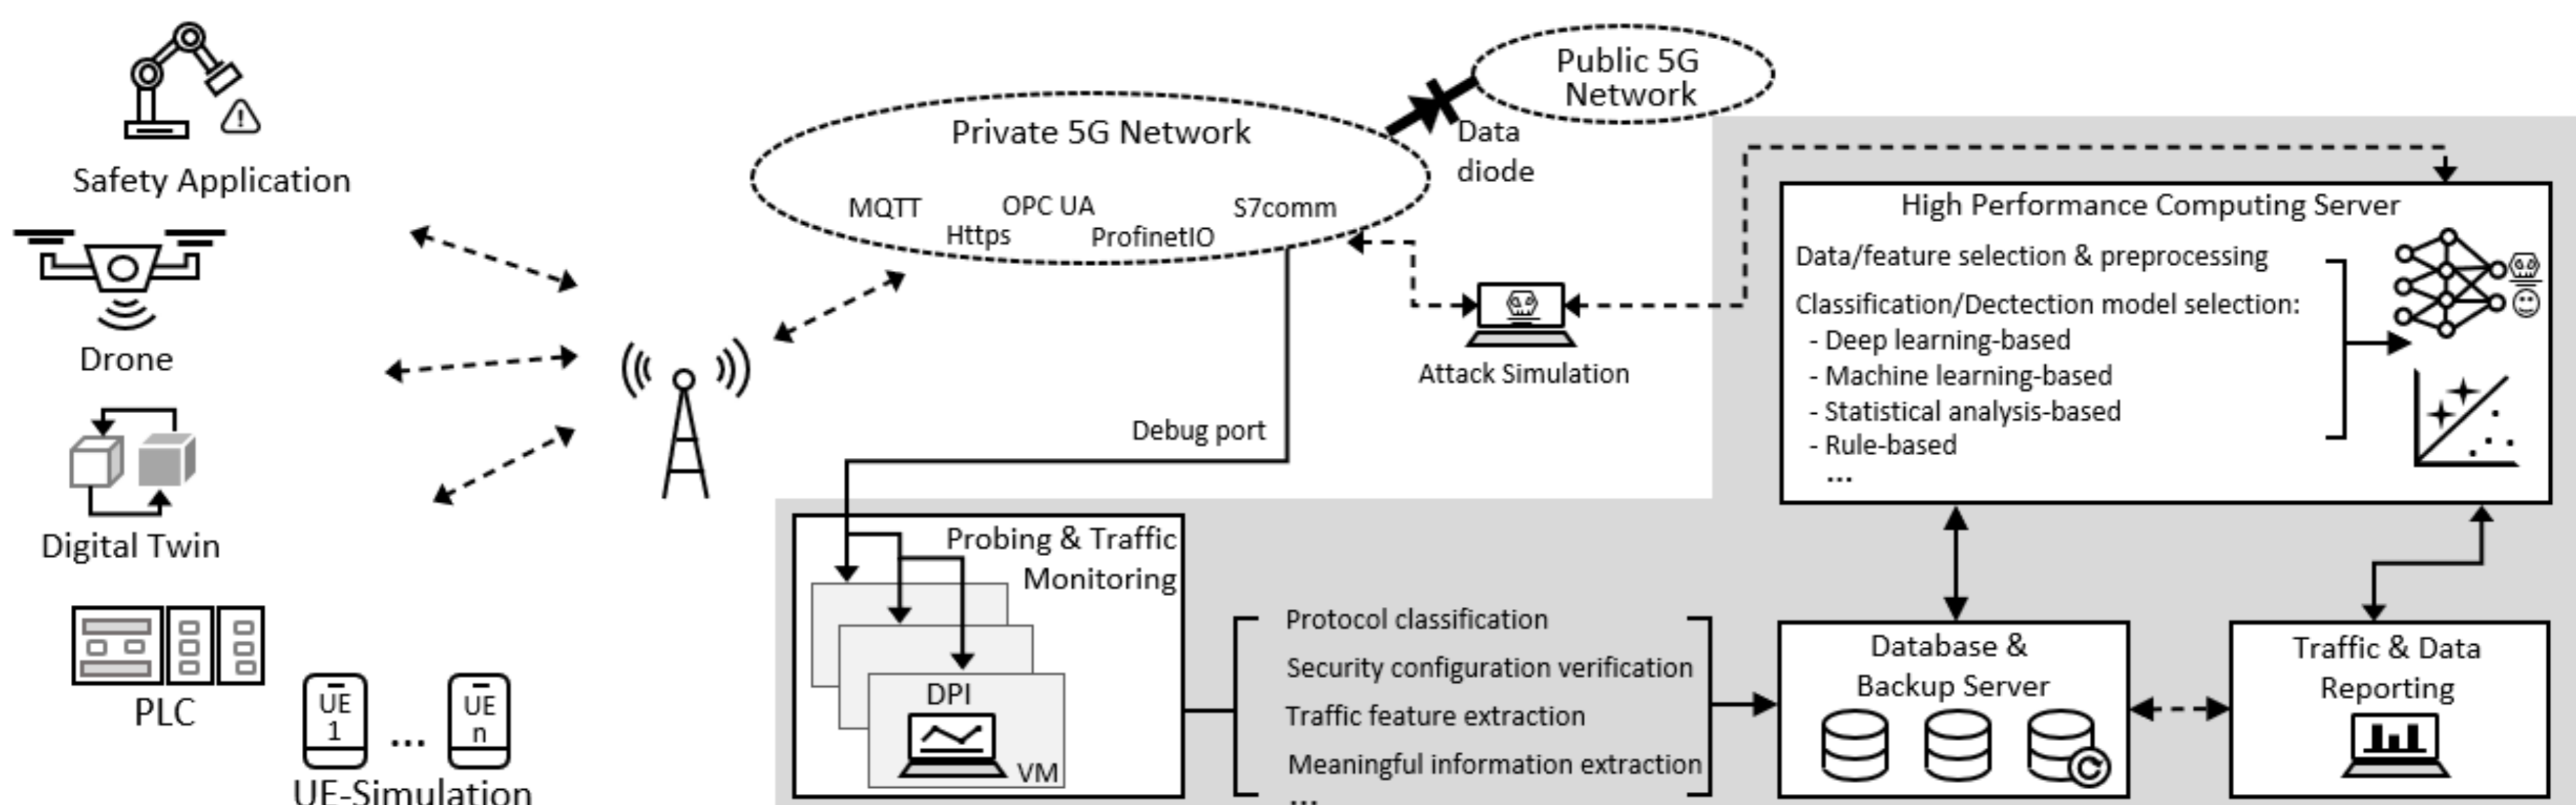 Safety Application
Drone
Digital Twin
PLC
UE
1
...
UE
n
UE-Simulation
Private 5G Network
MQTT
OPC UA
S7comm
Https
ProfinetIO
Public 5G
Network
Data
diode
Attack Simulation
Debug port
Probing & Traffic
Monitoring
DPI
VM
Protocol classification
Security configuration verification
Traffic feature extraction
Meaningful information extraction
...
High Performance Computing Server
Data/feature selection & preprocessing
Classification/Dectection model selection:
- Deep learning-based
- Machine learning-based
- Statistical analysis-based
- Rule-based
...
Database &
Backup Server
Traffic & Data
Reporting